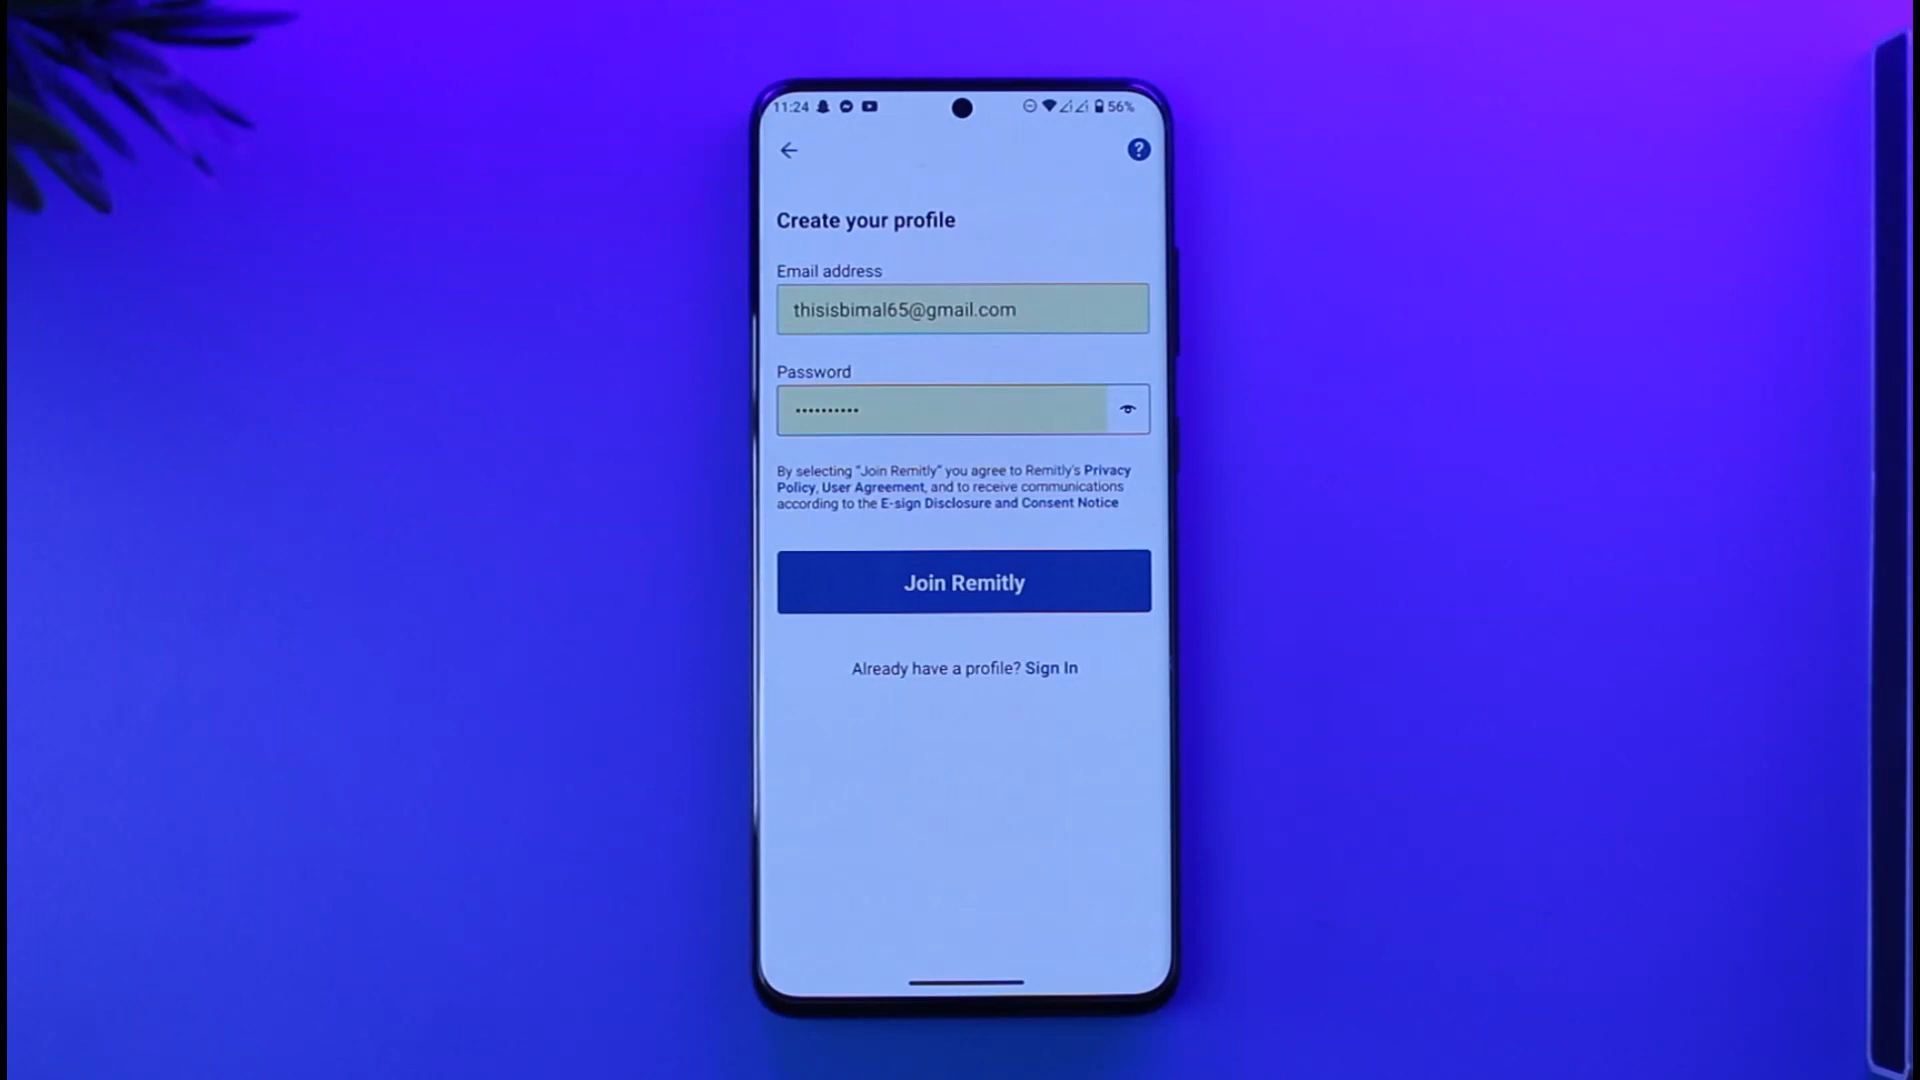 11:24 56%
?
Create your profile
Email address
thisisbimal65@gmail.com
Password
••••••••••
By selecting “Join Remitly” you agree to Remitly's Privacy
Policy, User Agreement, and to receive communications
according to the E-sign Disclosure and Consent Notice
Join Remitly
Already have a profile? Sign In